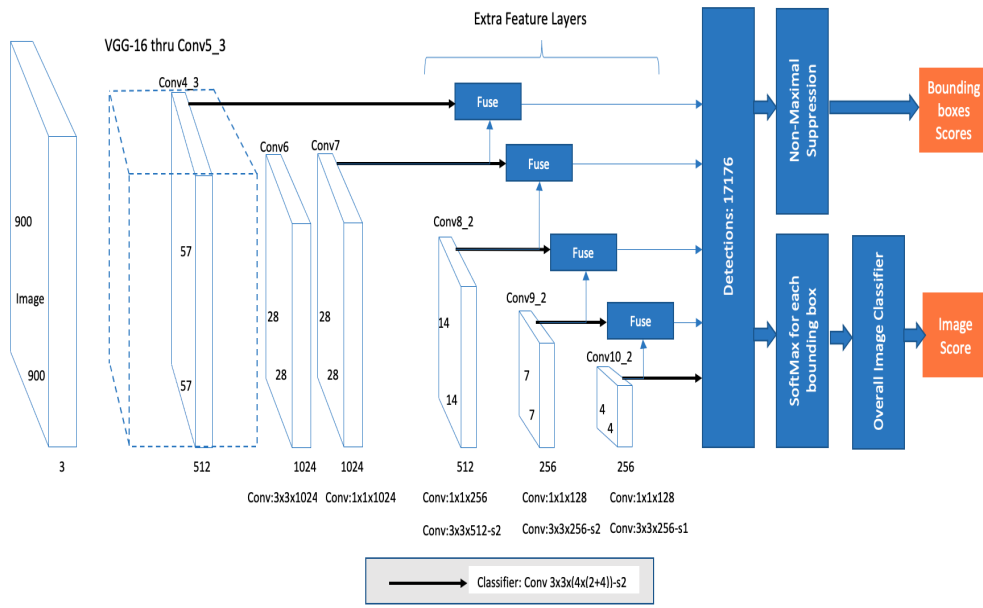 Extra Feature Layers
VGG-16 thru Conv5_3
Conv4_3
Fuse
Conv6
Conv7
Fuse
Conv8_2
Fuse
Conv9_2
Fuse
Conv10_2
900
Image
900
57
57
28
28
28
28
14
14
7
7
4
4
3
512
1024
1024
512
256
256
Conv:3x3x1024
Conv:1x1x1024
Conv:1x1x256
Conv:1x1x128
Conv:1x1x128
Conv:3x3x512-s2
Conv:3x3x256-s2
Conv:3x3x256-s1
Detections: 17176
Non-Maximal
Suppression
Bounding
boxes
Scores
SoftMax for each
bounding box
Overall Image Classifier
Image
Score
Classifier: Conv 3x3x(4x(2+4))-s2